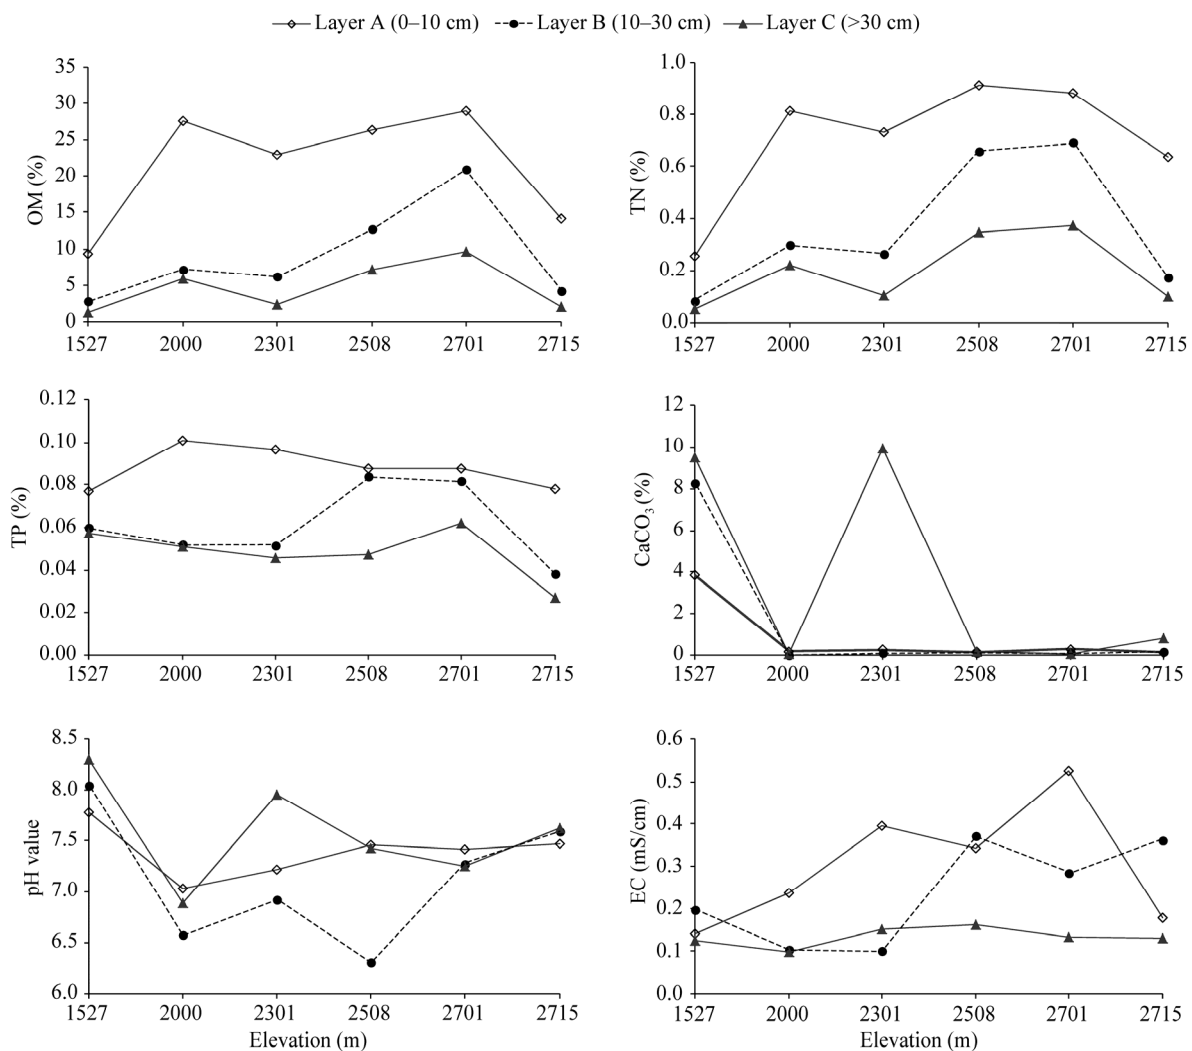 Layer A (0–10 cm) Layer B (10–30 cm) Layer C (>30 cm)
OM (%)
35
30
25
20
15
10
5
0
1527 2000 2301 2508 2701 2715
TN (%)
1.0
0.8
0.6
0.4
0.2
0.0
1527 2000 2301 2508 2701 2715
TP (%)
0.12
0.10
0.08
0.06
0.04
0.02
0.00
1527 2000 2301 2508 2701 2715
CaCO₃ (%)
12
10
8
6
4
2
0
1527 2000 2301 2508 2701 2715
pH value
8.5
8.0
7.5
7.0
6.5
6.0
1527 2000 2301 2508 2701 2715
Elevation (m)
EC (mS/cm)
0.6
0.5
0.4
0.3
0.2
0.1
0.0
1527 2000 2301 2508 2701 2715
Elevation (m)